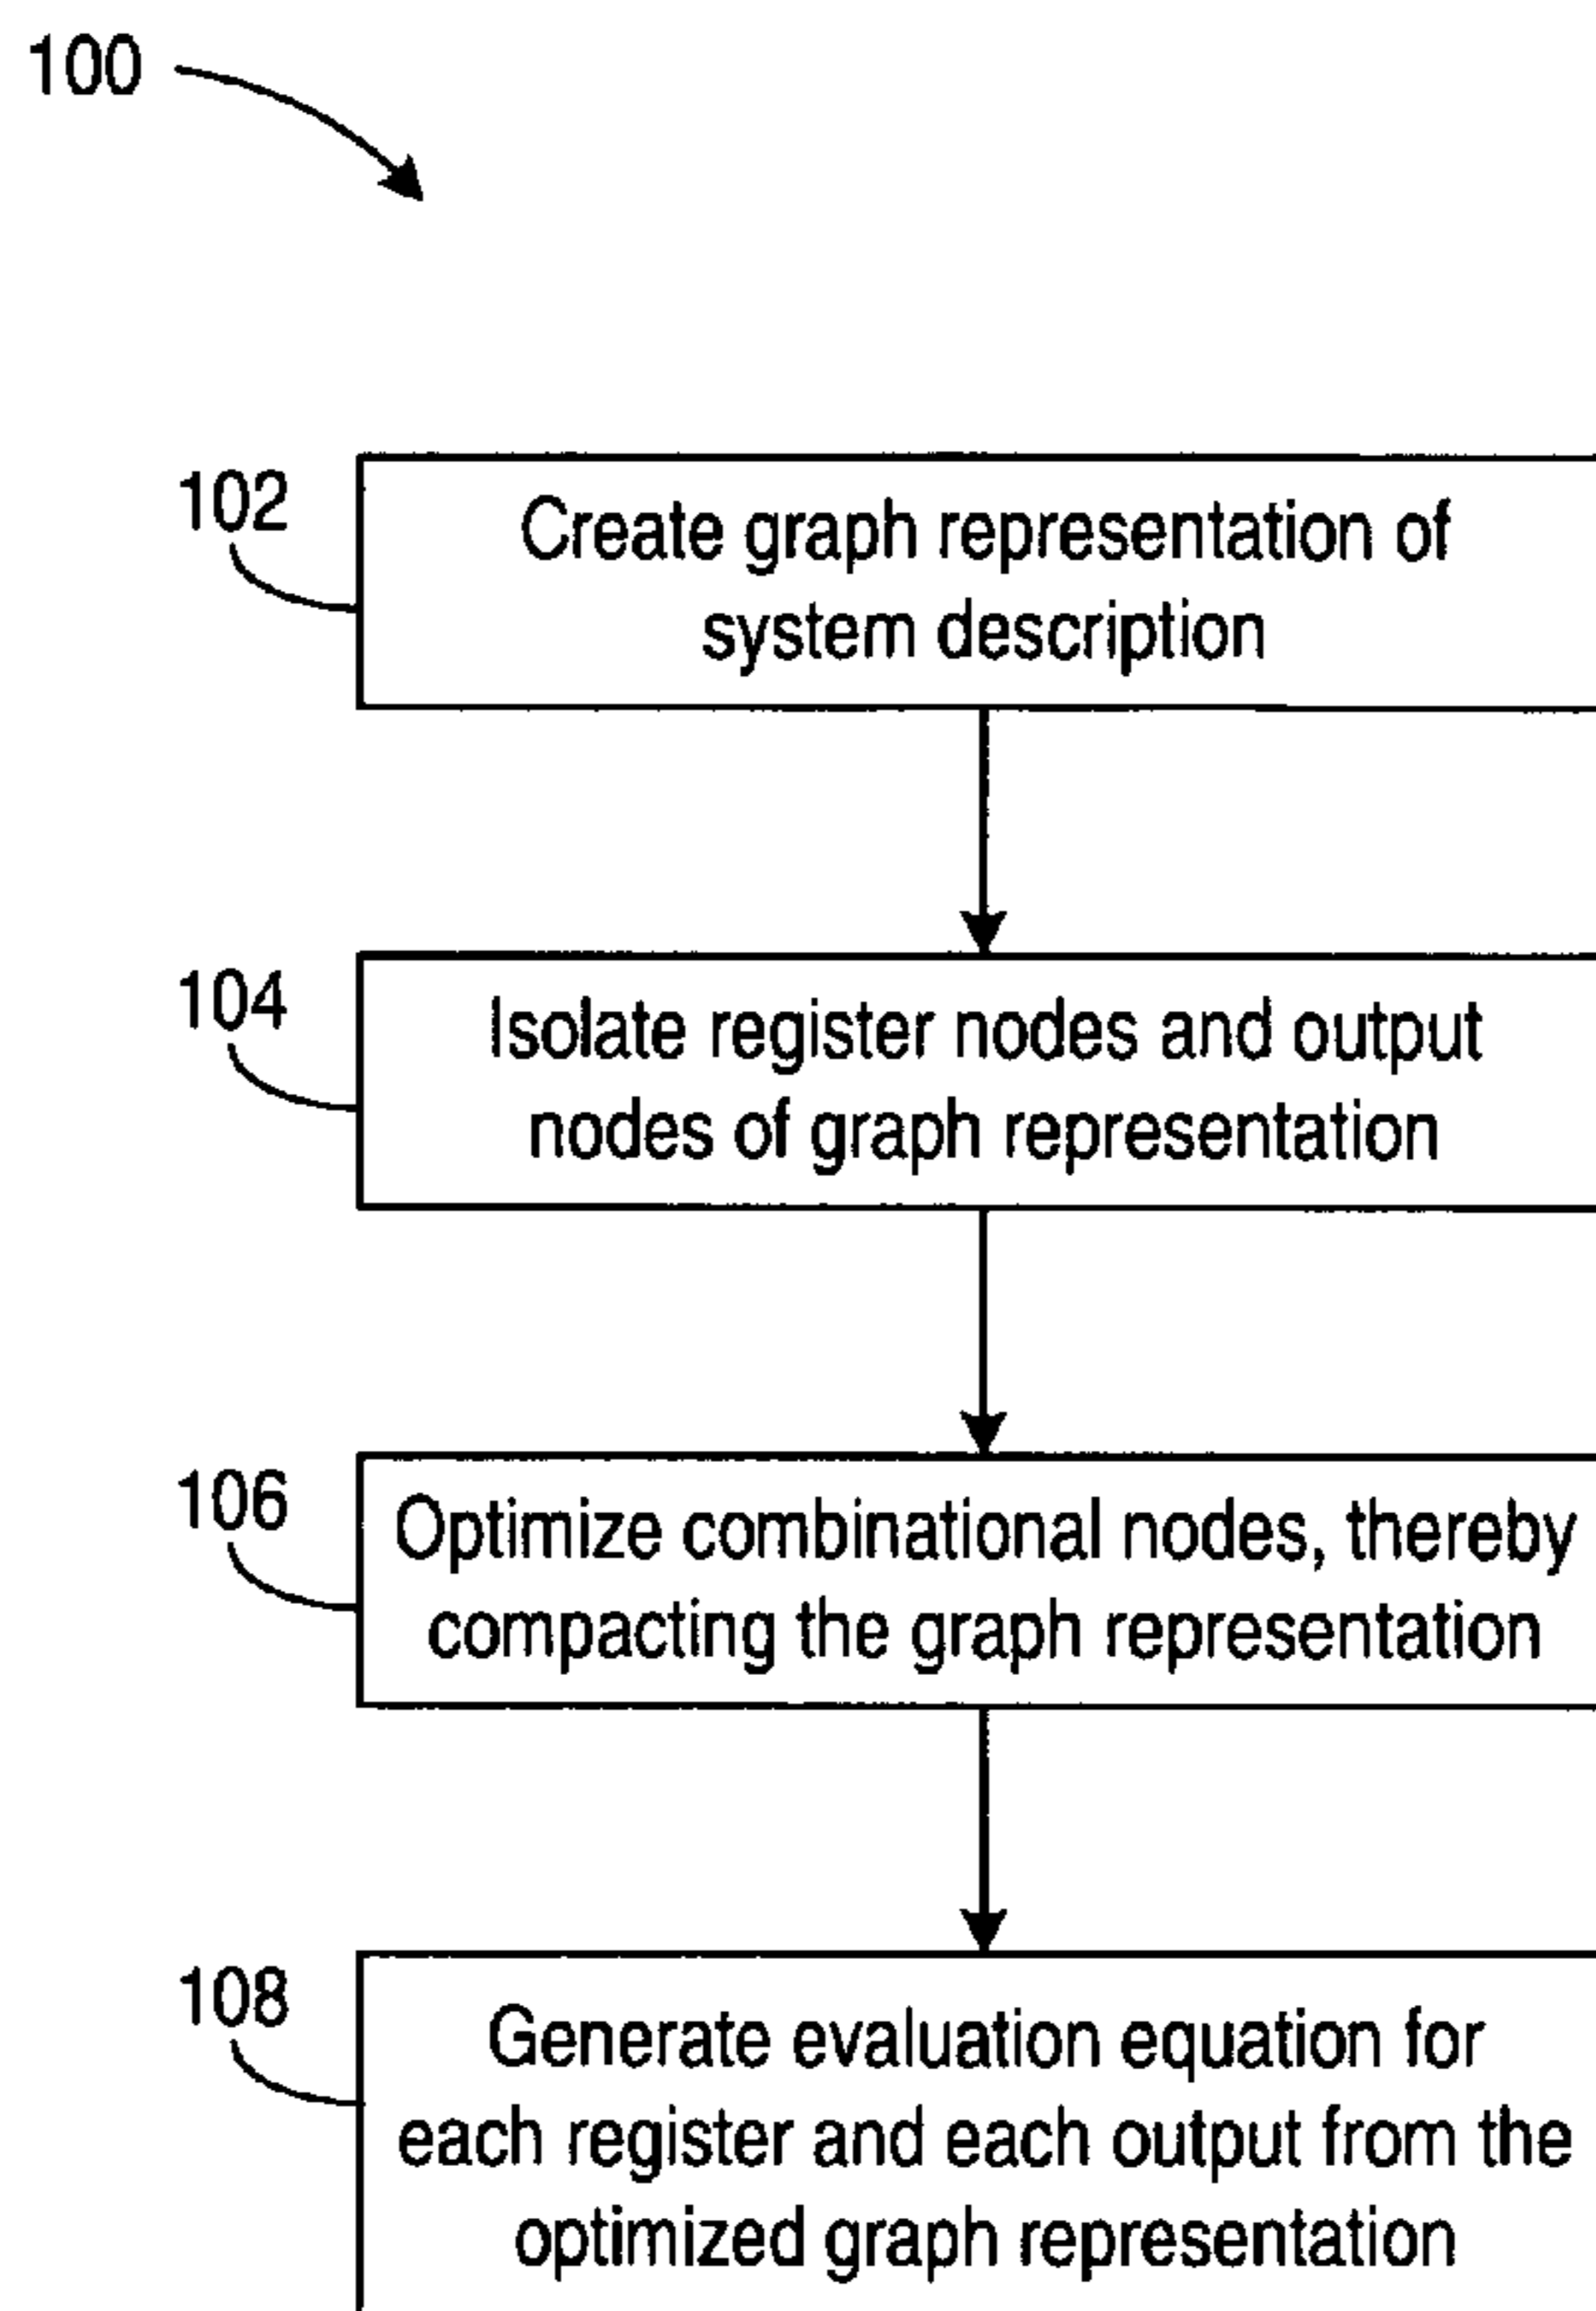 100
102
Create graph representation of
system description
104
Isolate register nodes and output
nodes of graph representation
106
Optimize combinational nodes, thereby
compacting the graph representation
108
Generate evaluation equation for
each register and each output from the
optimized graph representation